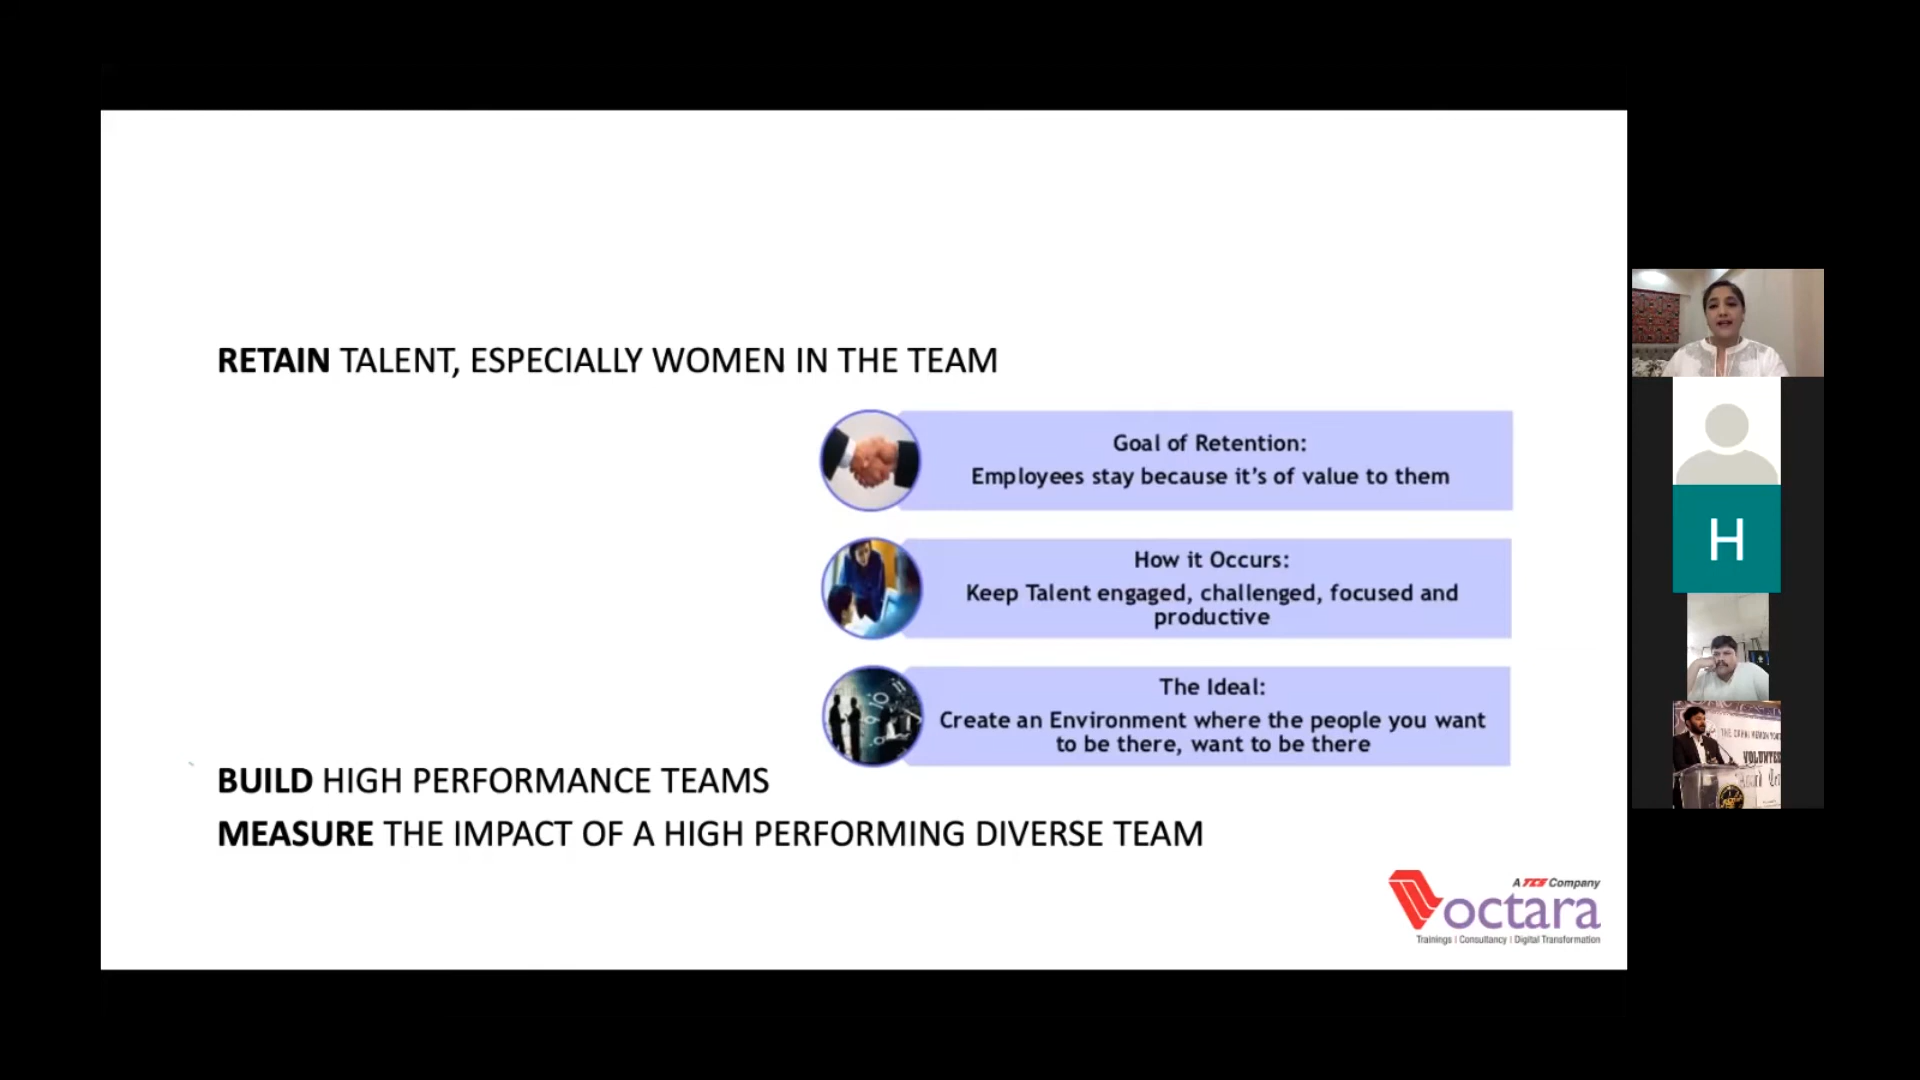 RETAIN TALENT, ESPECIALLY WOMEN IN THE TEAM
Goal of Retention:
Employees stay because it's of value to them
How it Occurs:
Keep Talent engaged, challenged, focused and
productive
The Ideal:
Create an Environment where the people you want
to be there, want to be there
BUILD HIGH PERFORMANCE TEAMS
MEASURE THE IMPACT OF A HIGH PERFORMING DIVERSE TEAM
A TCS Company
octara
Trainings | Consultancy | Digital Transformation
H